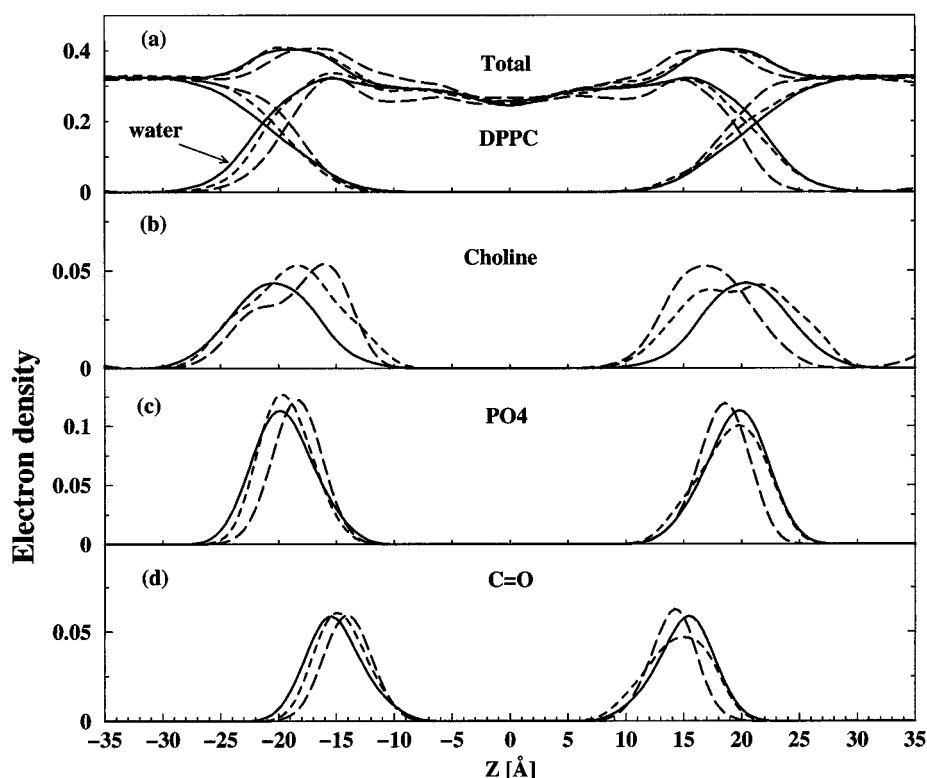 (a)
Total
0.4
0.2
0
water
DPPC
(b)
Choline
0.05
0
(c)
PO4
0.1
0.05
0
(d)
C=O
0.05
0
Electron density
−35 −30 −25 −20 −15 −10 −5 0 5 10 15 20 25 30 35
Z [Å]